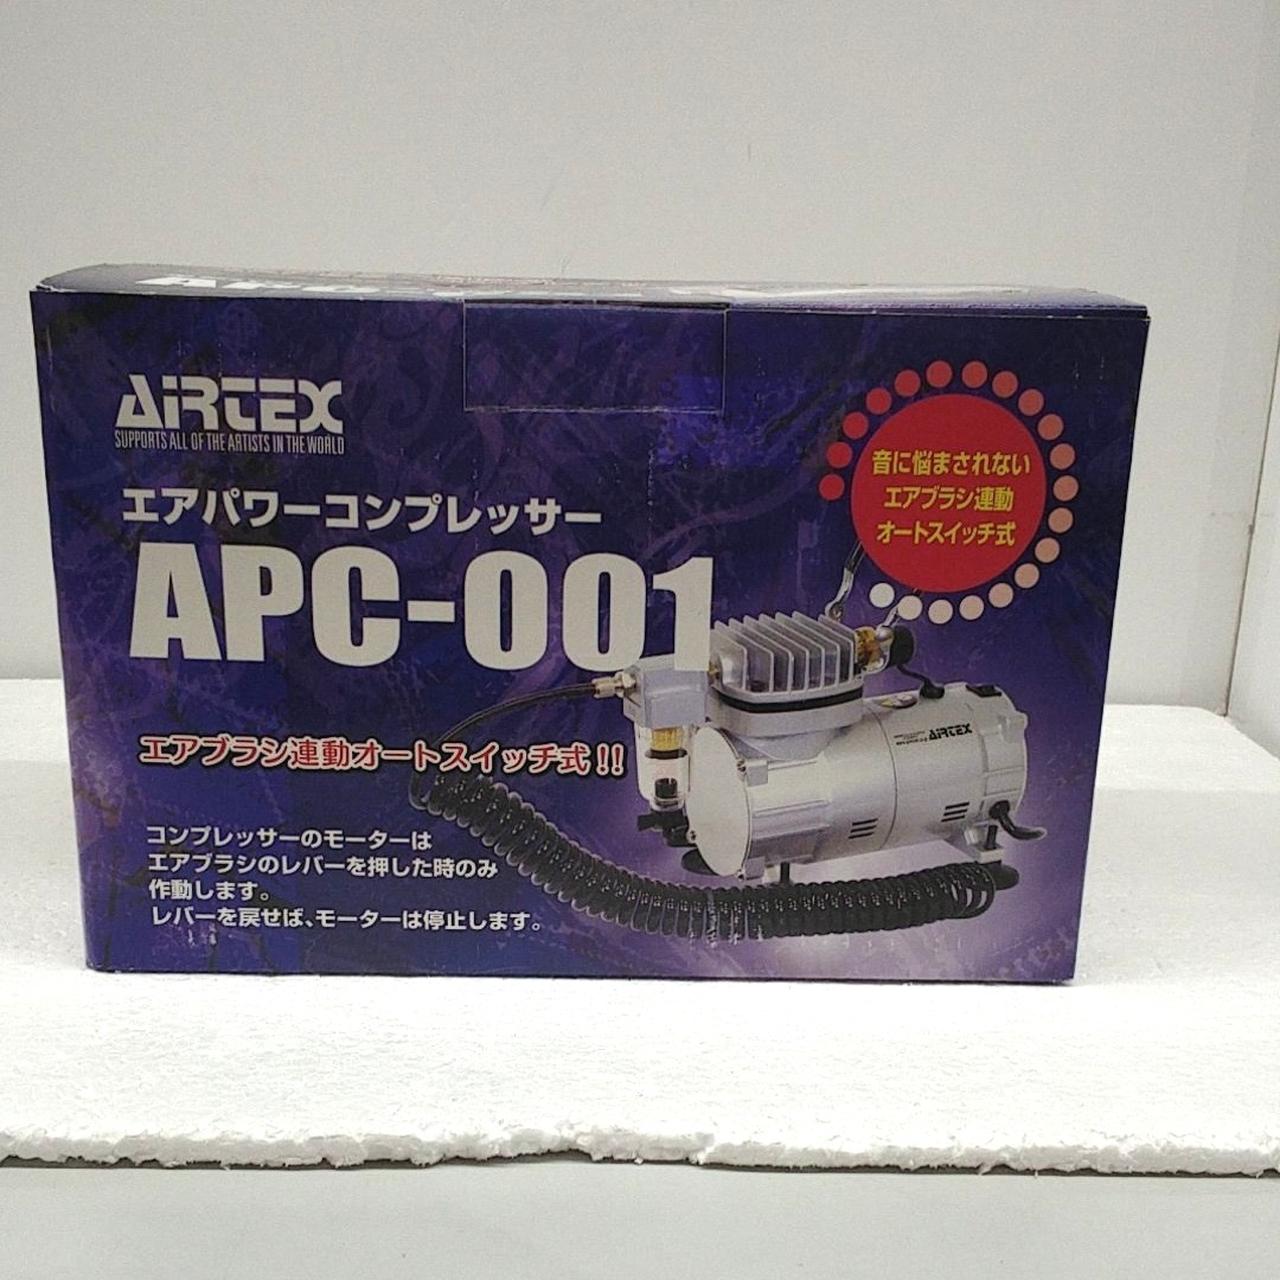 AIRTEX
SUPPORTS ALL OF THE ARTISTS IN THE WORLD
エアパワーコンプレッサー
APC-001
エアブラシ連動オートスイッチ式!!
コンプレッサーのモーターは
エアブラシのレバーを押した時のみ
作動します。
レバーを戻せば、モーターは停止します。
音に悩まされない
エアブラシ連動
オートスイッチ式
AIRTEX